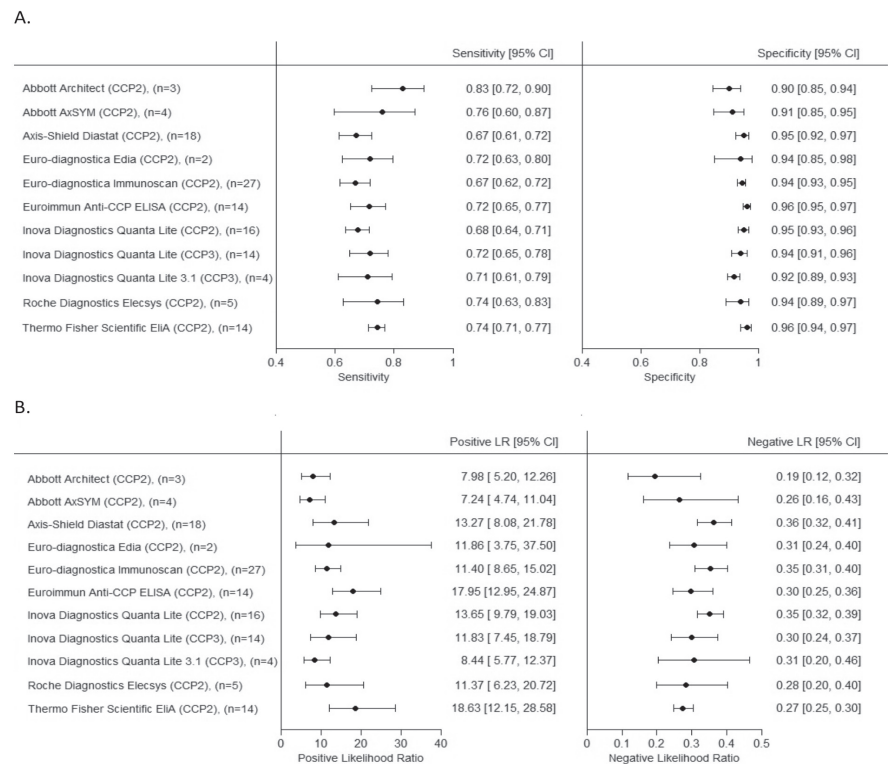 A.
Sensitivity [95% CI] Specificity [95% CI]
Abbott Architect (CCP2), (n=3) 0.83 [0.72, 0.90] 0.90 [0.85, 0.94]
Abbott AxSYM (CCP2), (n=4) 0.76 [0.60, 0.87] 0.91 [0.85, 0.95]
Axis-Shield Diastat (CCP2), (n=18) 0.67 [0.61, 0.72] 0.95 [0.92, 0.97]
Euro-diagnostica Edia (CCP2), (n=2) 0.72 [0.63, 0.80] 0.94 [0.85, 0.98]
Euro-diagnostica Immunoscan (CCP2), (n=27) 0.67 [0.62, 0.72] 0.94 [0.93, 0.95]
Euroimmun Anti-CCP ELISA (CCP2), (n=14) 0.72 [0.65, 0.77] 0.96 [0.95, 0.97]
Inova Diagnostics Quanta Lite (CCP2), (n=16) 0.68 [0.64, 0.71] 0.95 [0.93, 0.96]
Inova Diagnostics Quanta Lite (CCP3), (n=14) 0.72 [0.65, 0.78] 0.94 [0.91, 0.96]
Inova Diagnostics Quanta Lite 3.1 (CCP3), (n=4) 0.71 [0.61, 0.79] 0.92 [0.89, 0.93]
Roche Diagnostics Elecsys (CCP2), (n=5) 0.74 [0.63, 0.83] 0.94 [0.89, 0.97]
Thermo Fisher Scientific EliA (CCP2), (n=14) 0.74 [0.71, 0.77] 0.96 [0.94, 0.97]
0.4 0.6 0.8 1 0.4 0.6 0.8 1
Sensitivity Specificity
B.
Positive LR [95% CI] Negative LR [95% CI]
Abbott Architect (CCP2), (n=3) 7.98 [ 5.20, 12.26] 0.19 [0.12, 0.32]
Abbott AxSYM (CCP2), (n=4) 7.24 [ 4.74, 11.04] 0.26 [0.16, 0.43]
Axis-Shield Diastat (CCP2), (n=18) 13.27 [ 8.08, 21.78] 0.36 [0.32, 0.41]
Euro-diagnostica Edia (CCP2), (n=2) 11.86 [ 3.75, 37.50] 0.31 [0.24, 0.40]
Euro-diagnostica Immunoscan (CCP2), (n=27) 11.40 [ 8.65, 15.02] 0.35 [0.31, 0.40]
Euroimmun Anti-CCP ELISA (CCP2), (n=14) 17.95 [12.95, 24.87] 0.30 [0.25, 0.36]
Inova Diagnostics Quanta Lite (CCP2), (n=16) 13.65 [ 9.79, 19.03] 0.35 [0.32, 0.39]
Inova Diagnostics Quanta Lite (CCP3), (n=14) 11.83 [ 7.45, 18.79] 0.30 [0.24, 0.37]
Inova Diagnostics Quanta Lite 3.1 (CCP3), (n=4) 8.44 [ 5.77, 12.37] 0.31 [0.20, 0.46]
Roche Diagnostics Elecsys (CCP2), (n=5) 11.37 [ 6.23, 20.72] 0.28 [0.20, 0.40]
Thermo Fisher Scientific EliA (CCP2), (n=14) 18.63 [12.15, 28.58] 0.27 [0.25, 0.30]
0 10 20 30 40 0 0.1 0.2 0.3 0.4 0.5
Positive Likelihood Ratio Negative Likelihood Ratio